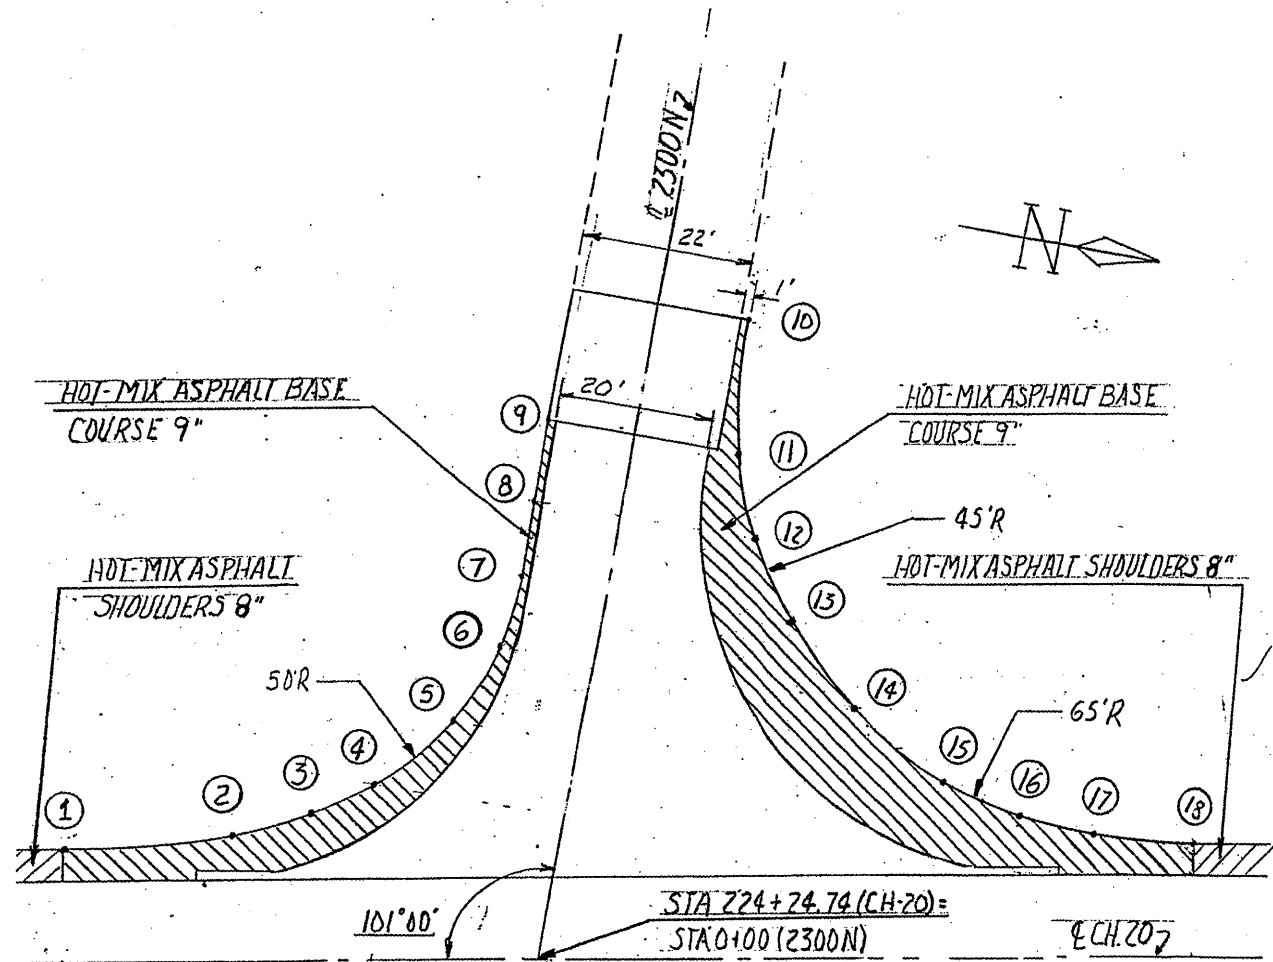 ℄ 2300N
22'
N
1'
10
HOT-MIX ASPHALT BASE
COURSE 9"
20'
9
HOT-MIX ASPHALT BASE
COURSE 9"
8
11
45'R
12
HOT-MIX ASPHALT
SHOULDERS 8"
7
HOT-MIX ASPHALT SHOULDERS 8"
13
6
50'R
5
14
65'R
4
15
3
16
2
17
1
18
101°00'
STA 224+24.74 (CH-20)=
STA 0+00 (2300N)
℄ CH.20